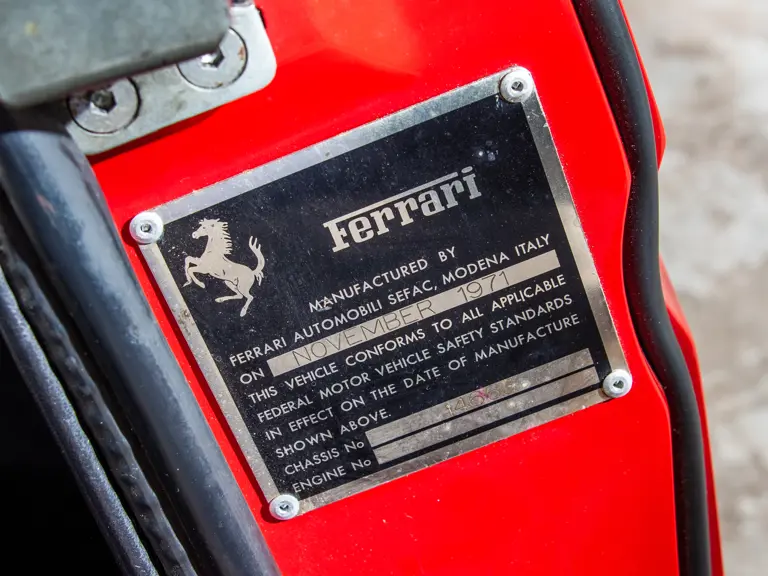 Ferrari
MANUFACTURED BY
FERRARI AUTOMOBILI SEFAC, MODENA ITALY
ON NOVEMBER 1971
THIS VEHICLE CONFORMS TO ALL APPLICABLE
FEDERAL MOTOR VEHICLE SAFETY STANDARDS
IN EFFECT ON THE DATE OF MANUFACTURE
SHOWN ABOVE.
CHASSIS No
ENGINE No